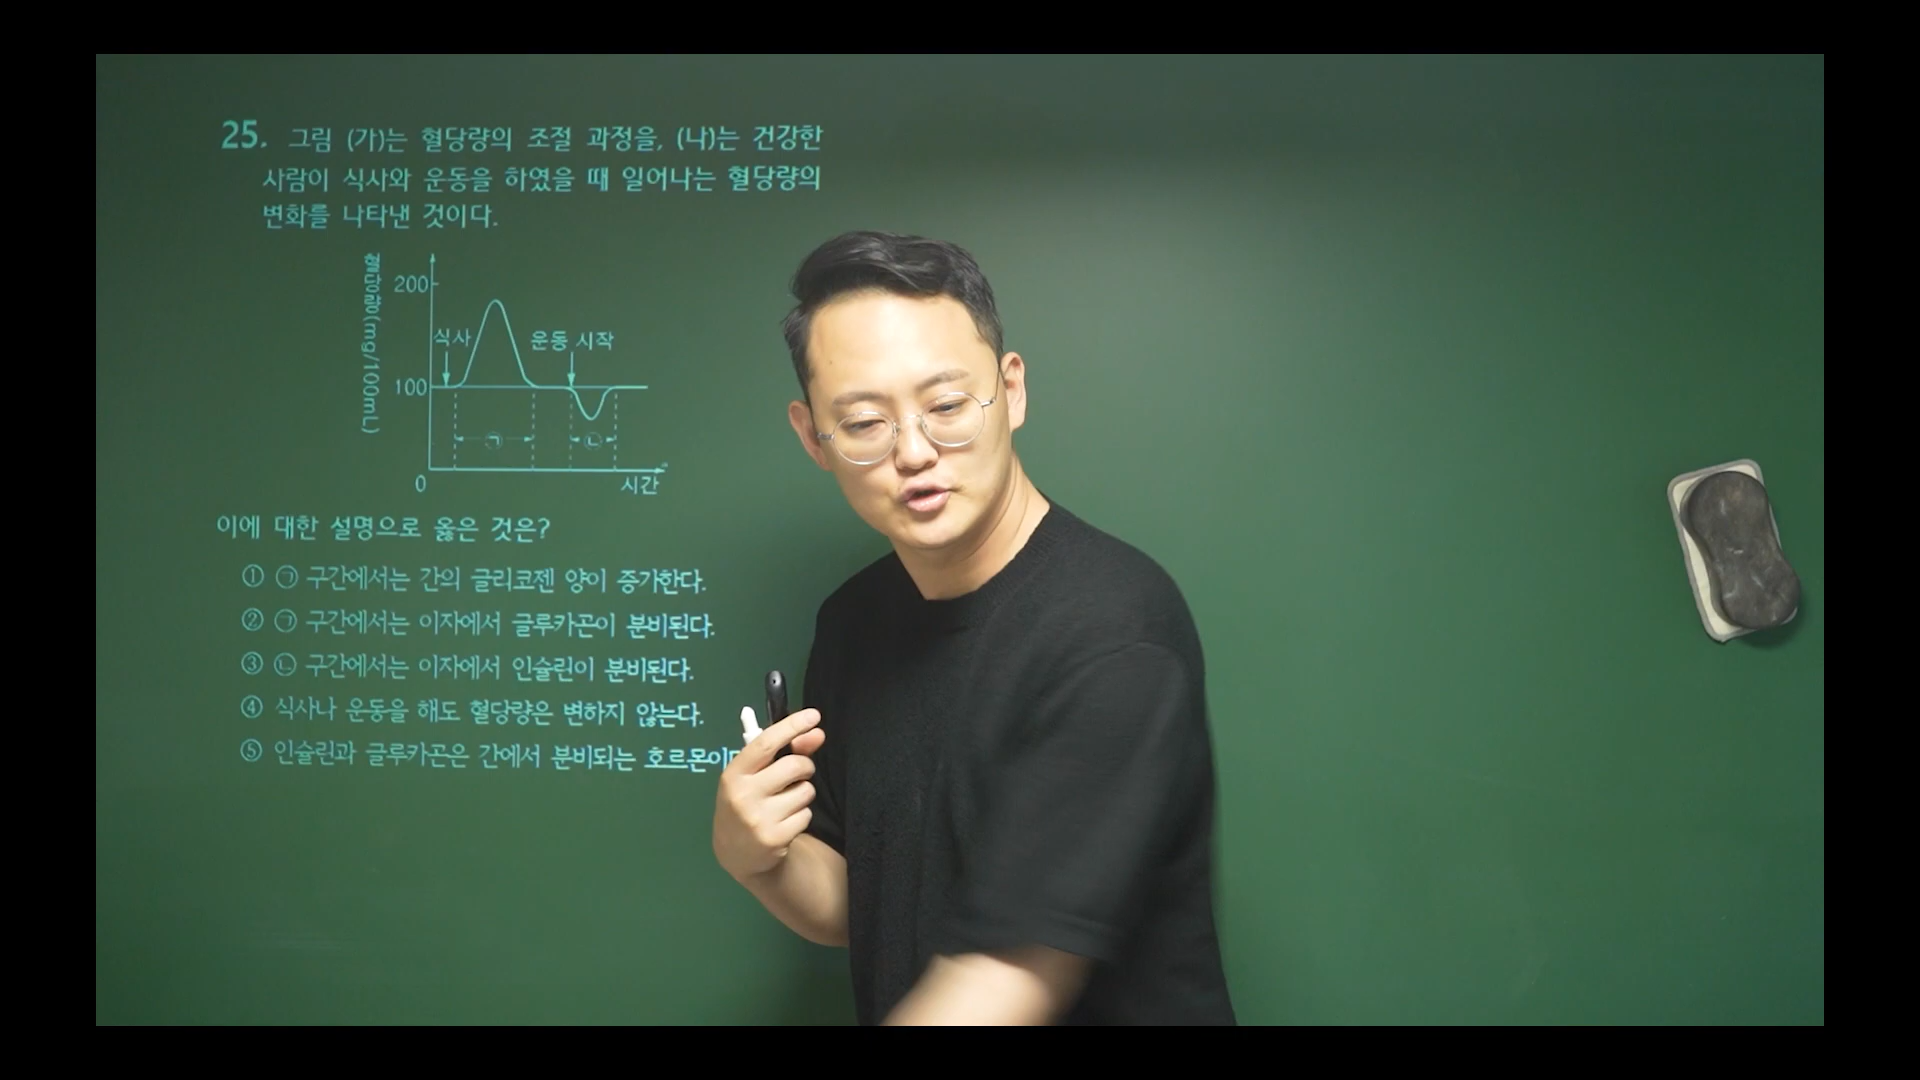 25. 그림 (가)는 혈당량의 조절 과정을, (나)는 건강한
사람이 식사와 운동을 하였을 때 일어나는 혈당량의
변화를 나타낸 것이다.
혈당량(mg/100mL)
200
식사
운동 시작
100
㉠
㉡
0
시간
이에 대한 설명으로 옳은 것은?
① ㉠ 구간에서는 간의 글리코젠 양이 증가한다.
② ㉠ 구간에서는 이자에서 글루카곤이 분비된다.
③ ㉡ 구간에서는 이자에서 인슐린이 분비된다.
④ 식사나 운동을 해도 혈당량은 변하지 않는다.
⑤ 인슐린과 글루카곤은 간에서 분비되는 호르몬이